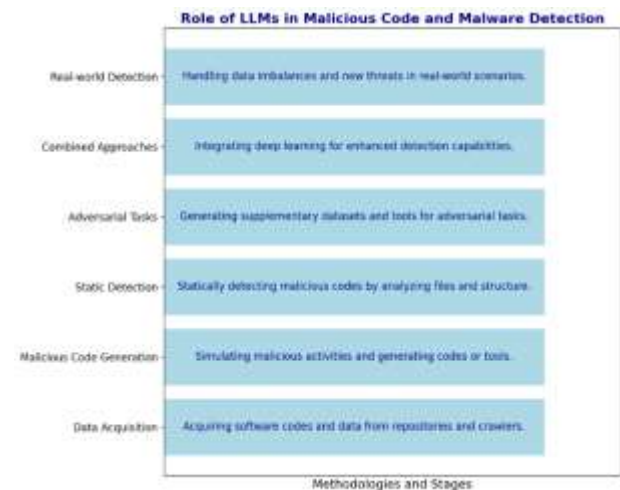 Role of LLMs in Malicious Code and Malware Detection
Real-world Detection
Handling data imbalances and new threats in real-world scenarios.
Combined Approaches
Integrating deep learning for enhanced detection capabilities.
Adversarial Tasks
Generating supplementary datasets and tools for adversarial tasks.
Static Detection
Statically detecting malicious codes by analyzing files and structure.
Malicious Code Generation
Simulating malicious activities and generating codes or tools.
Data Acquisition
Acquiring software codes and data from repositories and crawlers.
Methodologies and Stages